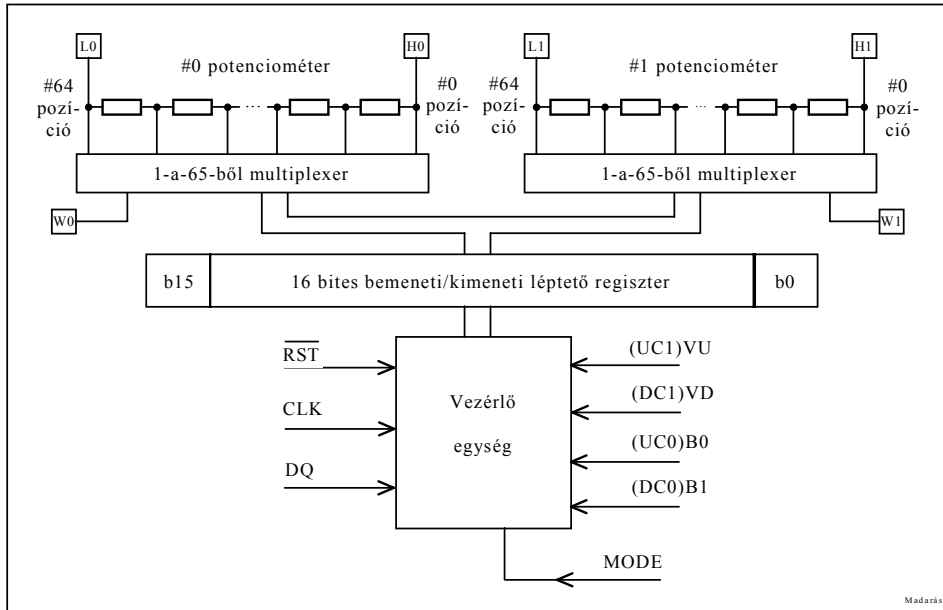 L0
H0
L1
H1
#0 potenciométer
#1 potenciométer
#64
pozí-
ció
#0
pozí-
ció
#64
pozí-
ció
#0
pozí-
ció
1-a-65-ből multiplexer
1-a-65-ből multiplexer
W0
W1
b15
16 bites bemeneti/kimeneti léptető regiszter
b0
RST
CLK
DQ
Vezérlő
egység
(UC1)VU
(DC1)VD
(UC0)B0
(DC0)B1
MODE
Madarás